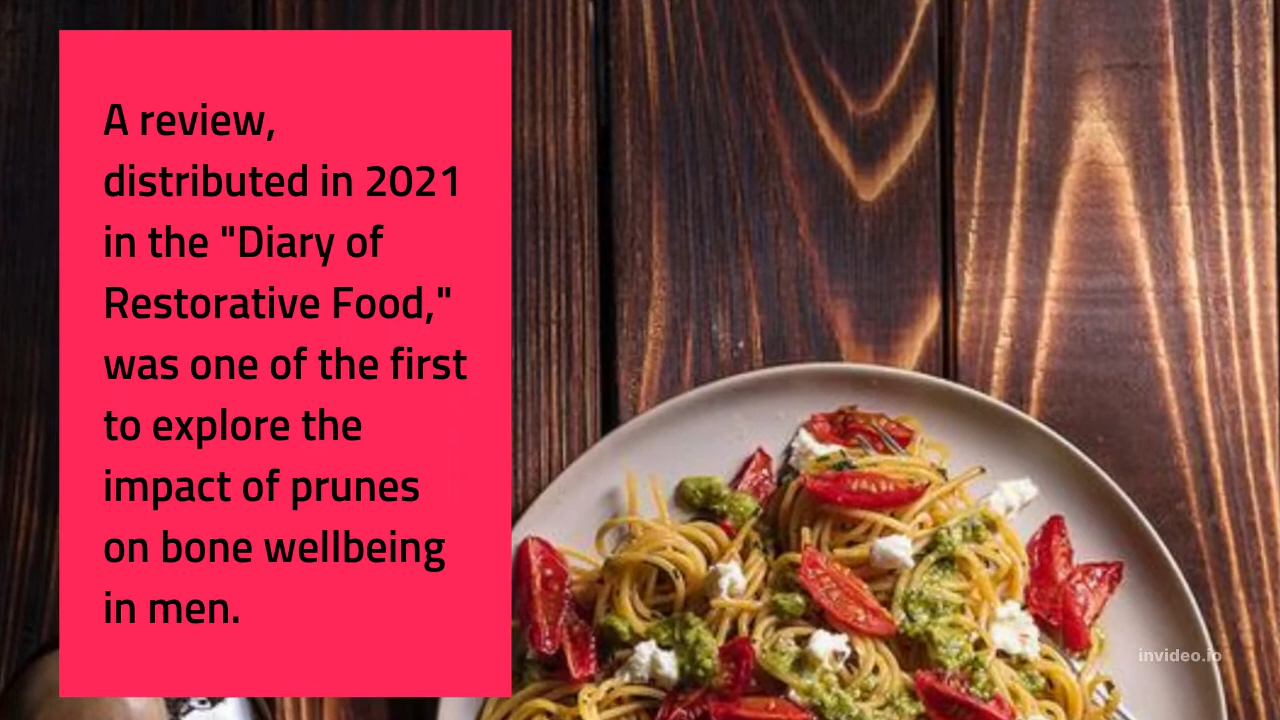 A review,
distributed in 2021
in the "Diary of
Restorative Food,"
was one of the first
to explore the
impact of prunes
on bone wellbeing
in men.
invideo.io